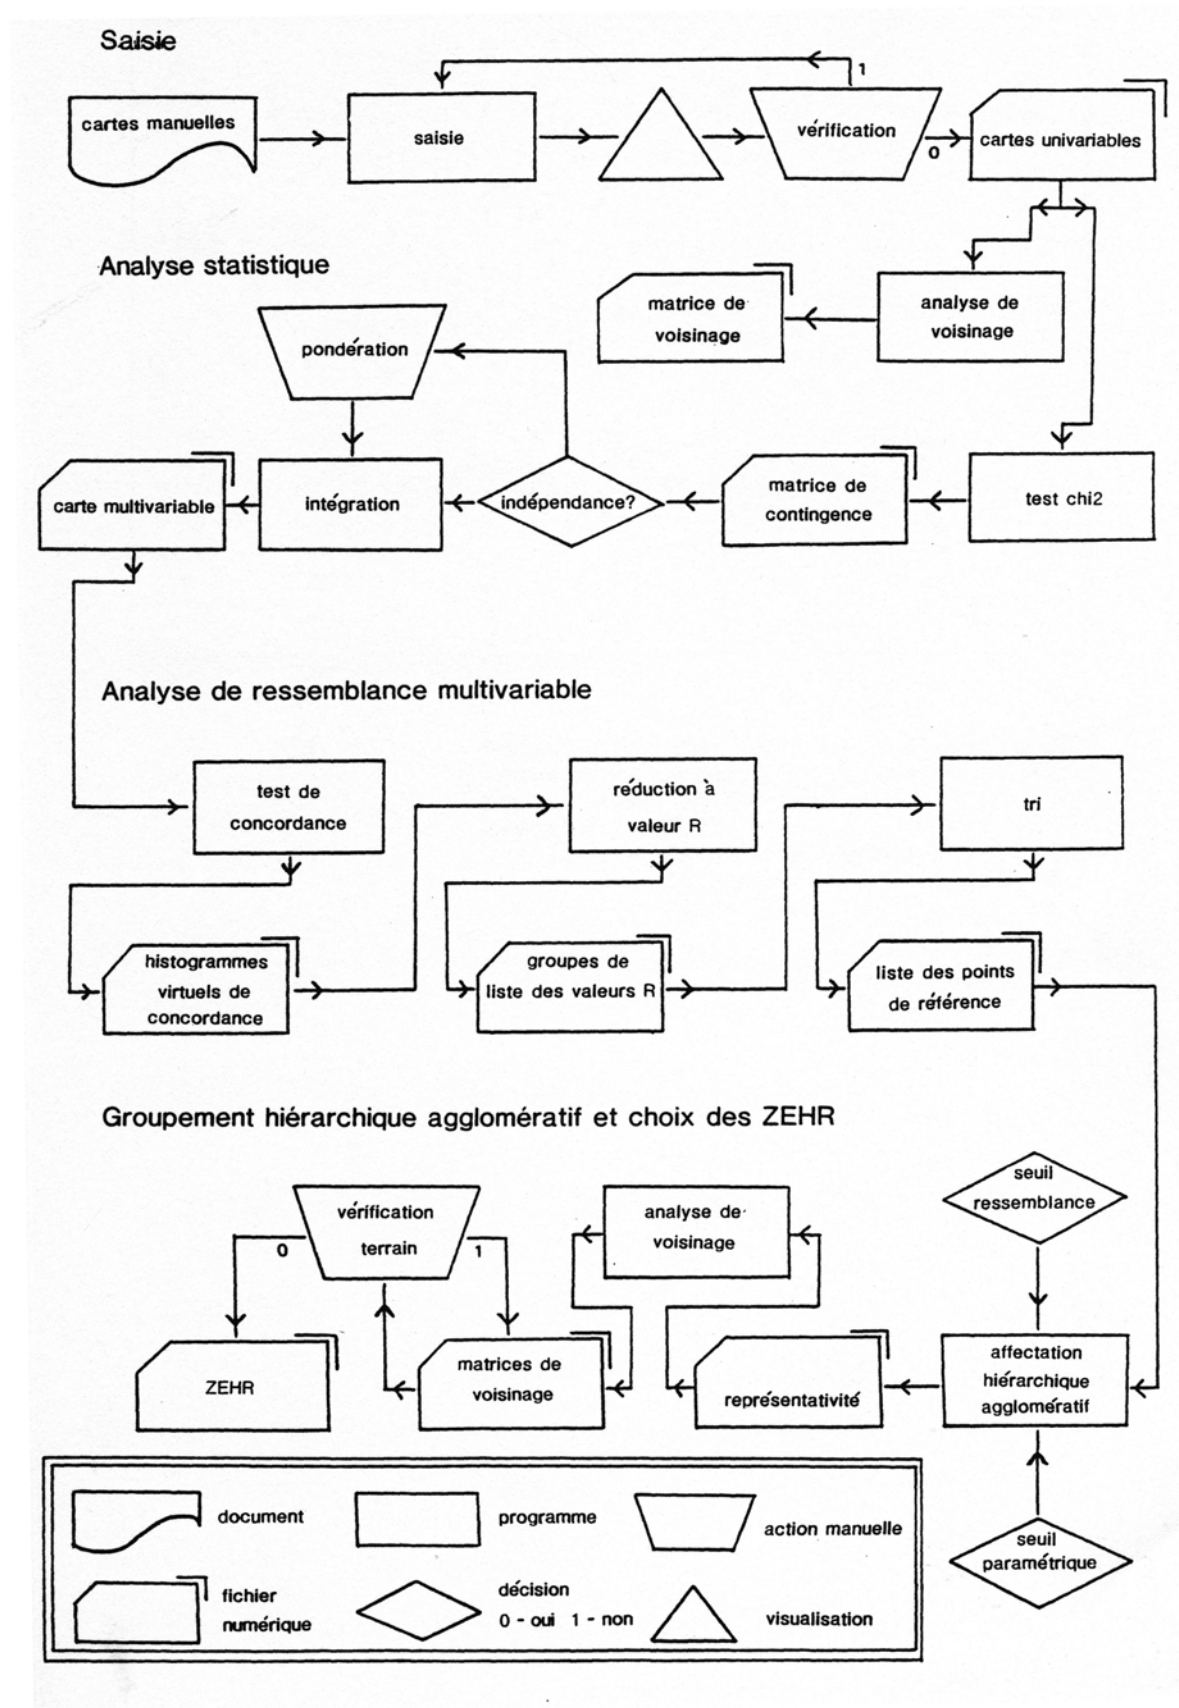 Saisie
cartes manuelles
saisie
vérification
1
0
cartes univariables
Analyse statistique
matrice de
voisinage
analyse de
voisinage
pondération
carte multivariable
intégration
indépendance?
matrice de
contingence
test chi2
Analyse de ressemblance multivariable
test de
concordance
réduction à
valeur R
tri
histogrammes
virtuels de
concordance
groupes de
liste des valeurs R
liste des points
de référence
Groupement hiérarchique agglomératif et choix des ZEHR
vérification
terrain
0
1
analyse de
voisinage
seuil
ressemblance
ZEHR
matrices de
voisinage
représentativité
affectation
hiérarchique
agglomératif
seuil
paramétrique
document
programme
action manuelle
fichier
numérique
décision
0 - oui 1 - non
visualisation